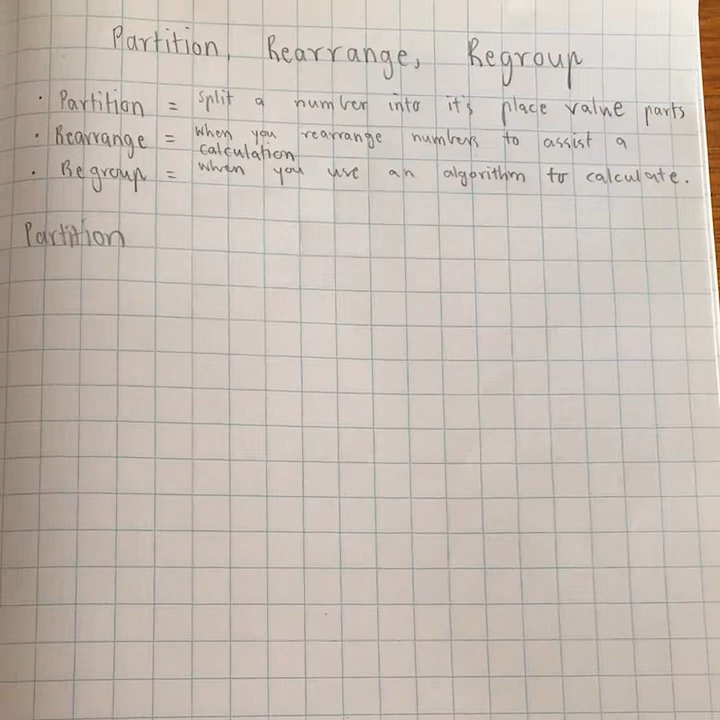 Partition, Rearrange, Regroup
· Partition = split a number into it's place value parts
· Rearrange = when you rearrange numbers to assist a
calculation
· Regroup = when you use an algorithm to calculate.
Partition